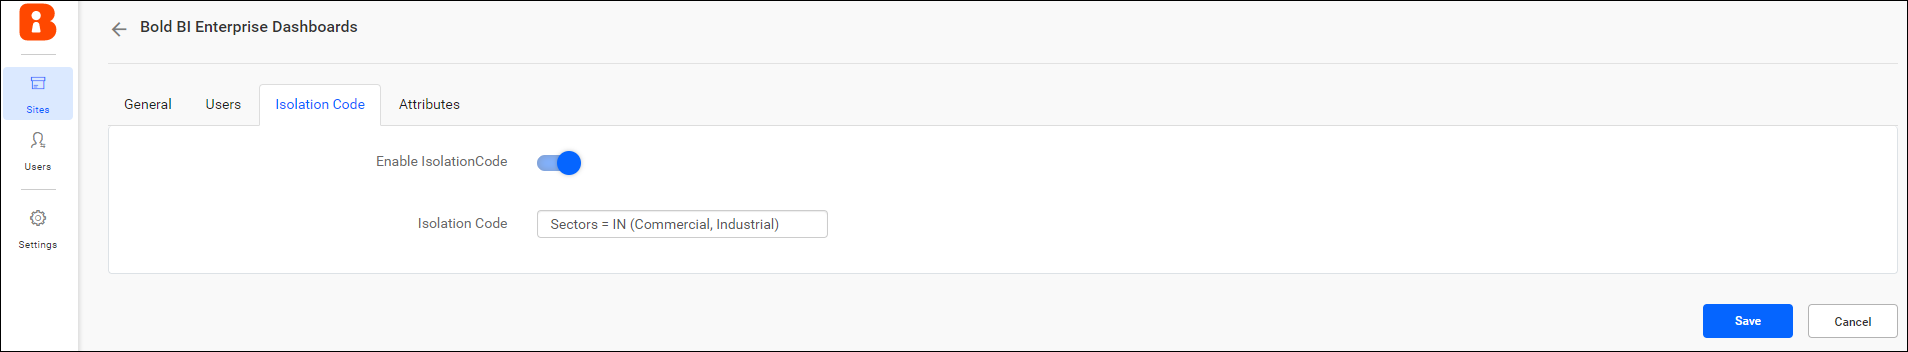 Bold BI Enterprise Dashboards
Sites
Users
Settings
General Users Isolation Code Attributes
Enable IsolationCode
Isolation Code Sectors = IN (Commercial, Industrial)
Save Cancel